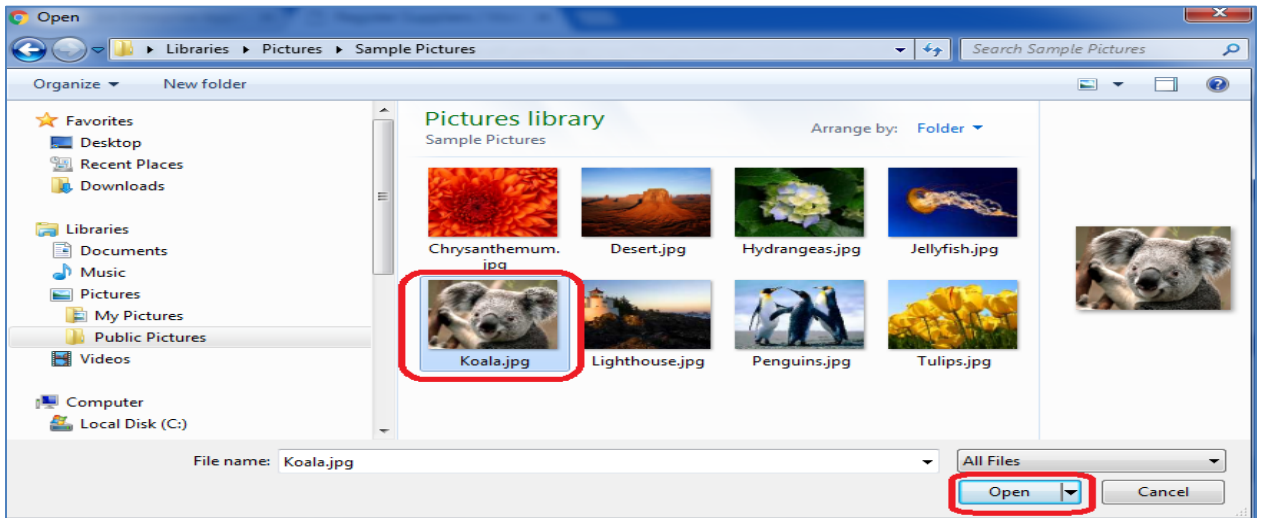 Open
Libraries Pictures Sample Pictures
Search Sample Pictures
Organize New folder
Favorites
Desktop
Recent Places
Downloads
Libraries
Documents
Music
Pictures
My Pictures
Public Pictures
Videos
Computer
Local Disk (C:)
Pictures library
Sample Pictures
Arrange by: Folder
Chrysanthemum.
jpg
Desert.jpg
Hydrangeas.jpg
Jellyfish.jpg
Koala.jpg
Lighthouse.jpg
Penguins.jpg
Tulips.jpg
File name: Koala.jpg
All Files
Open
Cancel